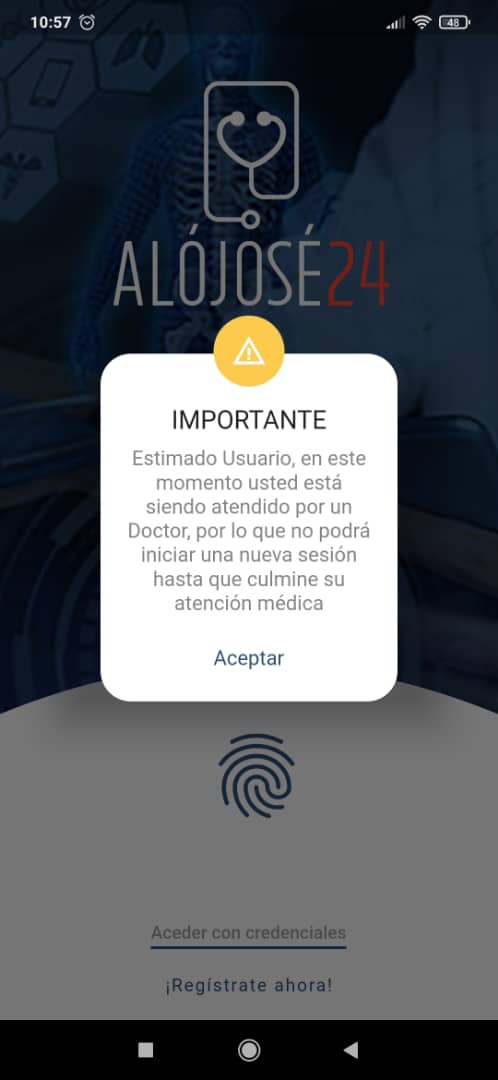 10:57
48
ALÓJOSÉ24
IMPORTANTE
Estimado Usuario, en este
momento usted está
siendo atendido por un
Doctor, por lo que no podrá
iniciar una nueva sesión
hasta que culmine su
atención médica
Aceptar
Aceder con credenciales
¡Regístrate ahora!